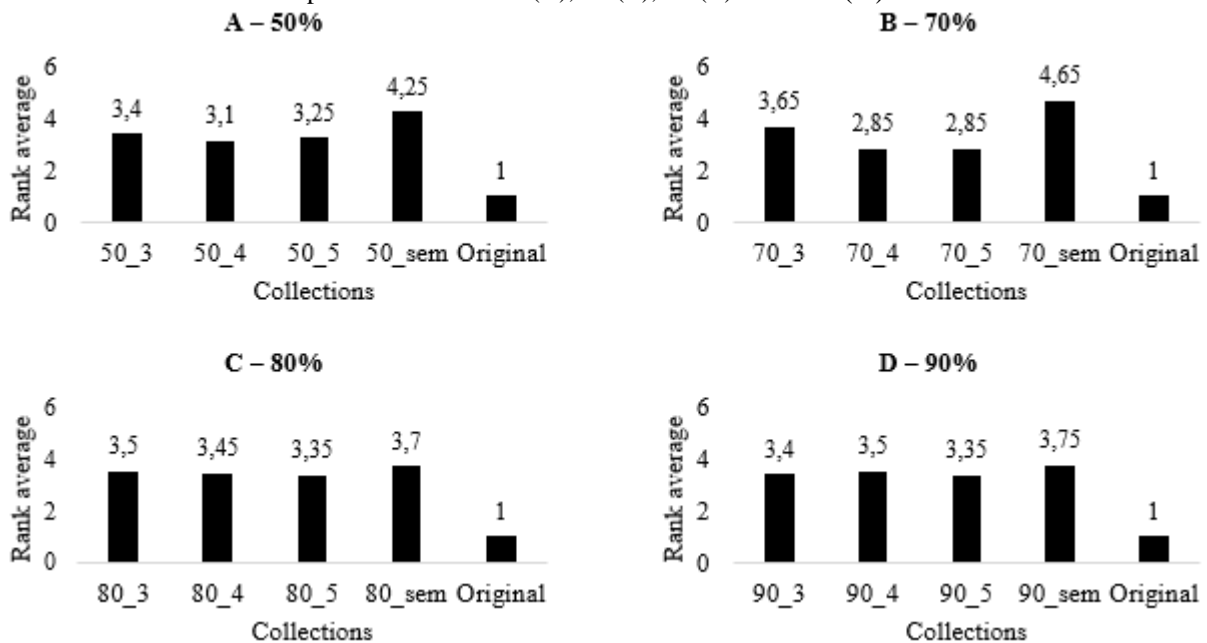 A – 50%
Rank average
6
4
2
0
3,4
3,1
3,25
4,25
1
50_3 50_4 50_5 50_sem Original
Collections
B – 70%
Rank average
6
4
2
0
3,65
2,85
2,85
4,65
1
70_3 70_4 70_5 70_sem Original
Collections
C – 80%
Rank average
6
4
2
0
3,5
3,45
3,35
3,7
1
80_3 80_4 80_5 80_sem Original
Collections
D – 90%
Rank average
6
4
2
0
3,4
3,5
3,35
3,75
1
90_3 90_4 90_5 90_sem Original
Collections